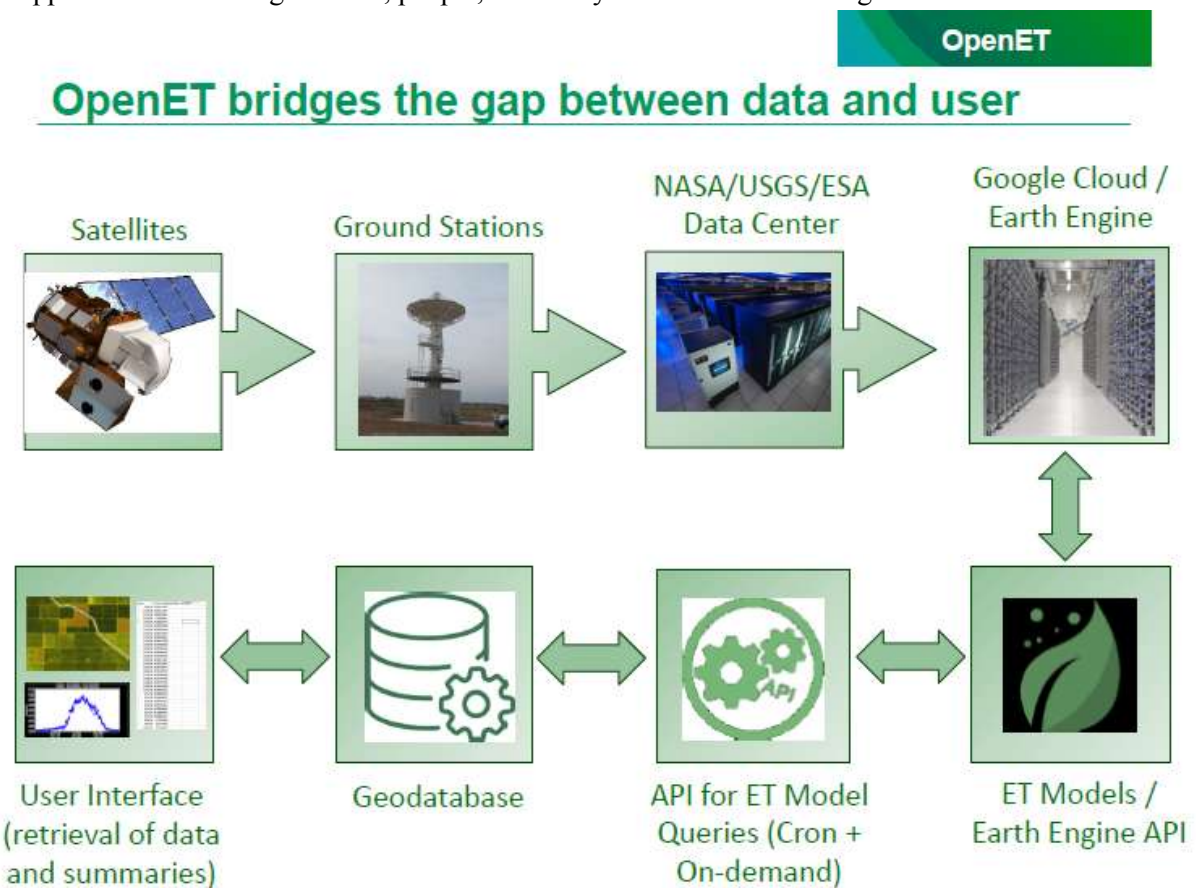 OpenET
OpenET bridges the gap between data and user
Satellites
Ground Stations
NASA/USGS/ESA
Data Center
Google Cloud /
Earth Engine
API
User Interface
(retrieval of data
and summaries)
Geodatabase
API for ET Model
Queries (Cron +
On-demand)
ET Models /
Earth Engine API